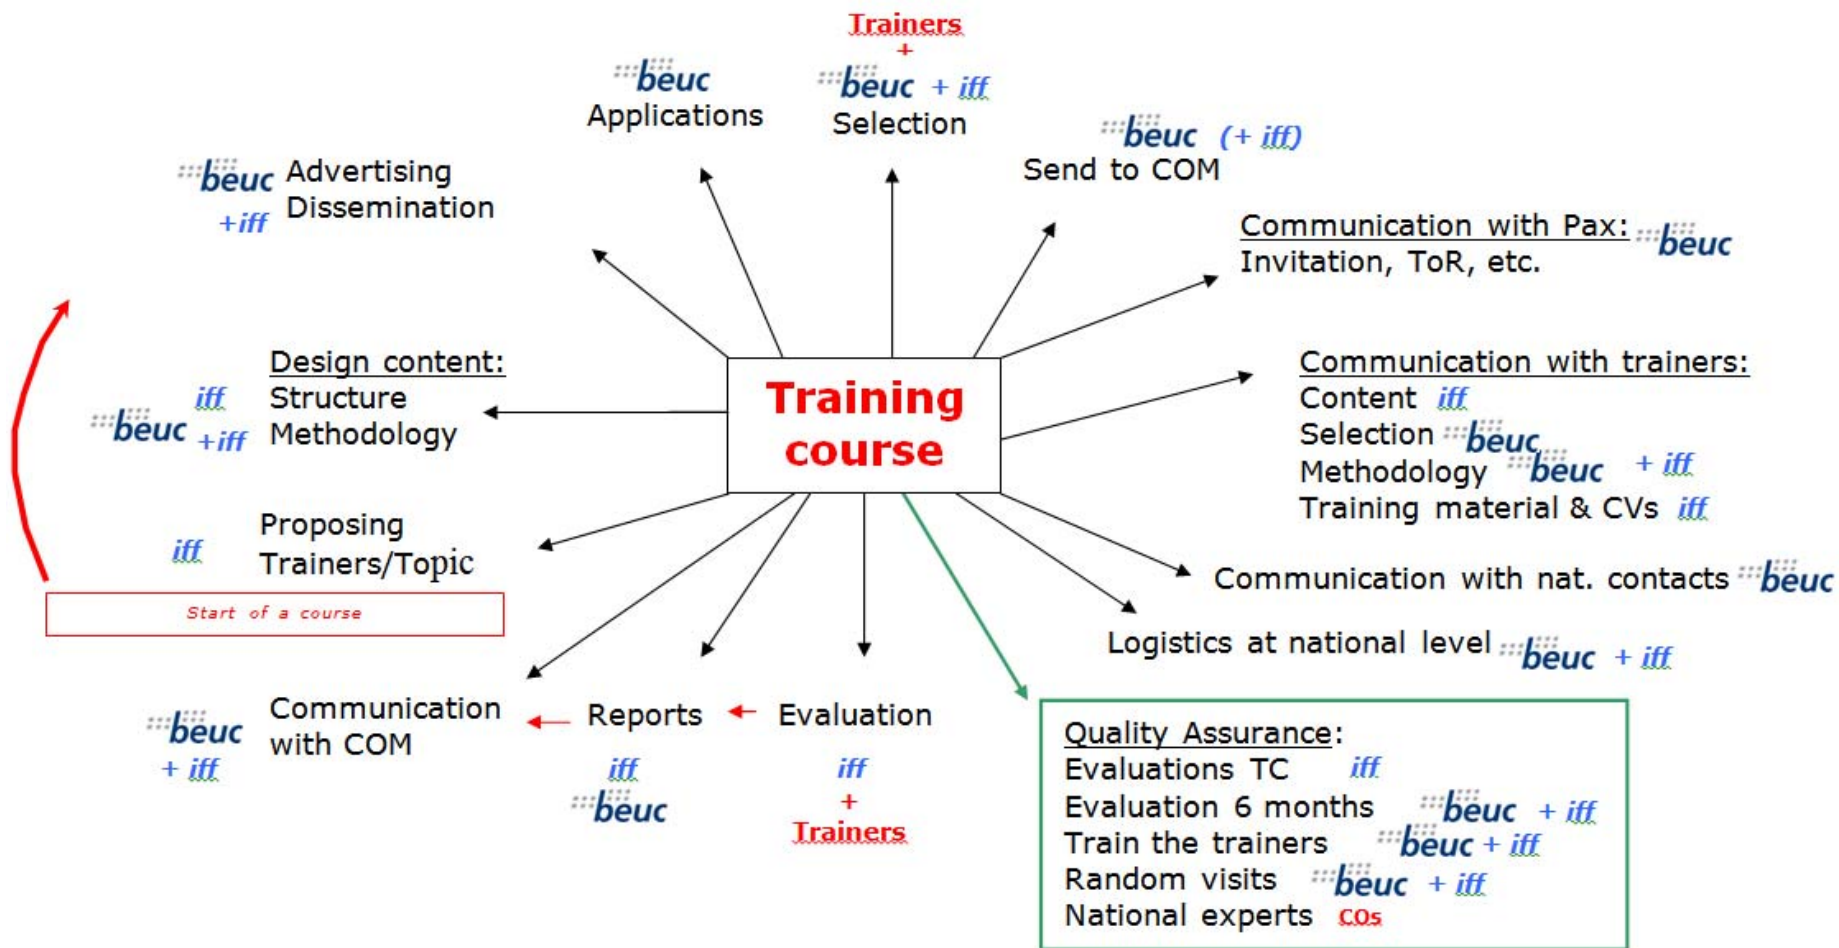 Trainers
+
beuc + iff
Selection
beuc
Applications
beuc (+ iff)
Send to COM
beuc Advertising
+iff Dissemination
Communication with Pax: beuc
Invitation, ToR, etc.
Training
course
Design content:
iff Structure
beuc +iff Methodology
Communication with trainers:
Content iff
Selection beuc
Methodology beuc + iff
Training material & CVs iff
Proposing
iff Trainers/Topic
Start of a course
Communication with nat. contacts beuc
Logistics at national level beuc + iff
Communication
beuc with COM
+ iff
Reports
iff
beuc
Evaluation
iff
+
Trainers
Quality Assurance:
Evaluations TC iff
Evaluation 6 months beuc + iff
Train the trainers beuc + iff
Random visits beuc + iff
National experts COs